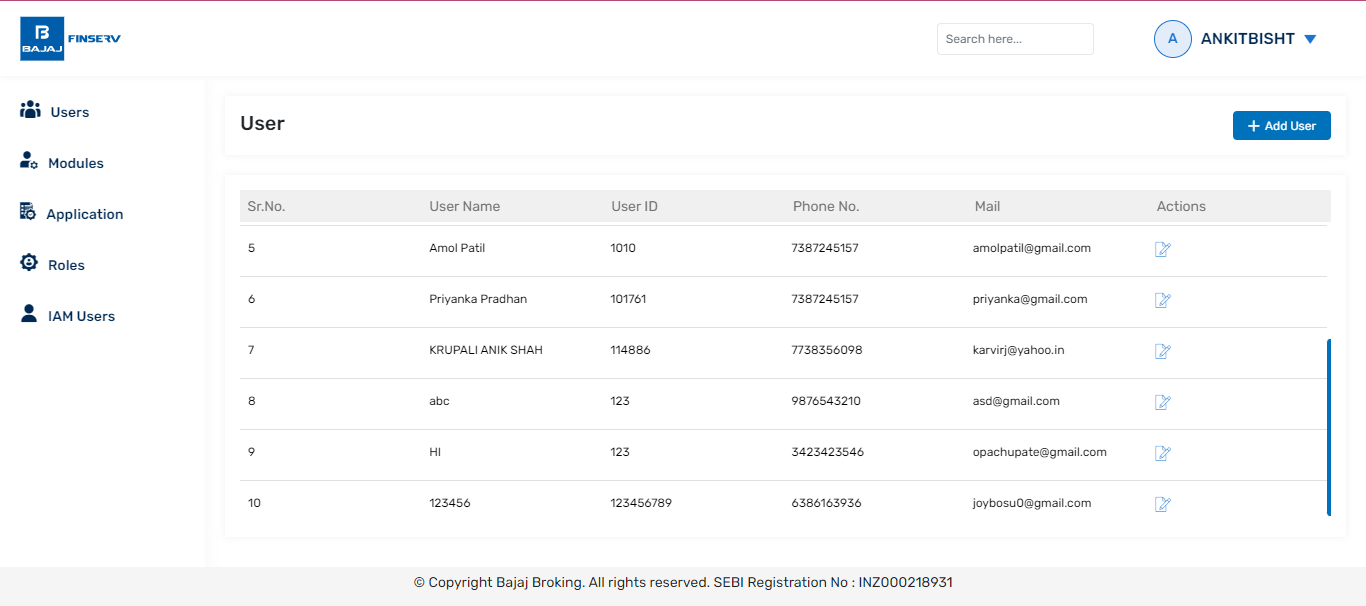 B
BAJAJ FINSERV
Search here...
A ANKITBISHT
Users
Modules
Application
Roles
IAM Users
User
+ Add User
Sr.No. User Name User ID Phone No. Mail Actions
5 Amol Patil 1010 7387245157 amolpatil@gmail.com
6 Priyanka Pradhan 101761 7387245157 priyanka@gmail.com
7 KRUPALI ANIK SHAH 114886 7738356098 karvirj@yahoo.in
8 abc 123 9876543210 asd@gmail.com
9 HI 123 3423423546 opachupate@gmail.com
10 123456 123456789 6386163936 joybosu0@gmail.com
© Copyright Bajaj Broking. All rights reserved. SEBI Registration No : INZ000218931